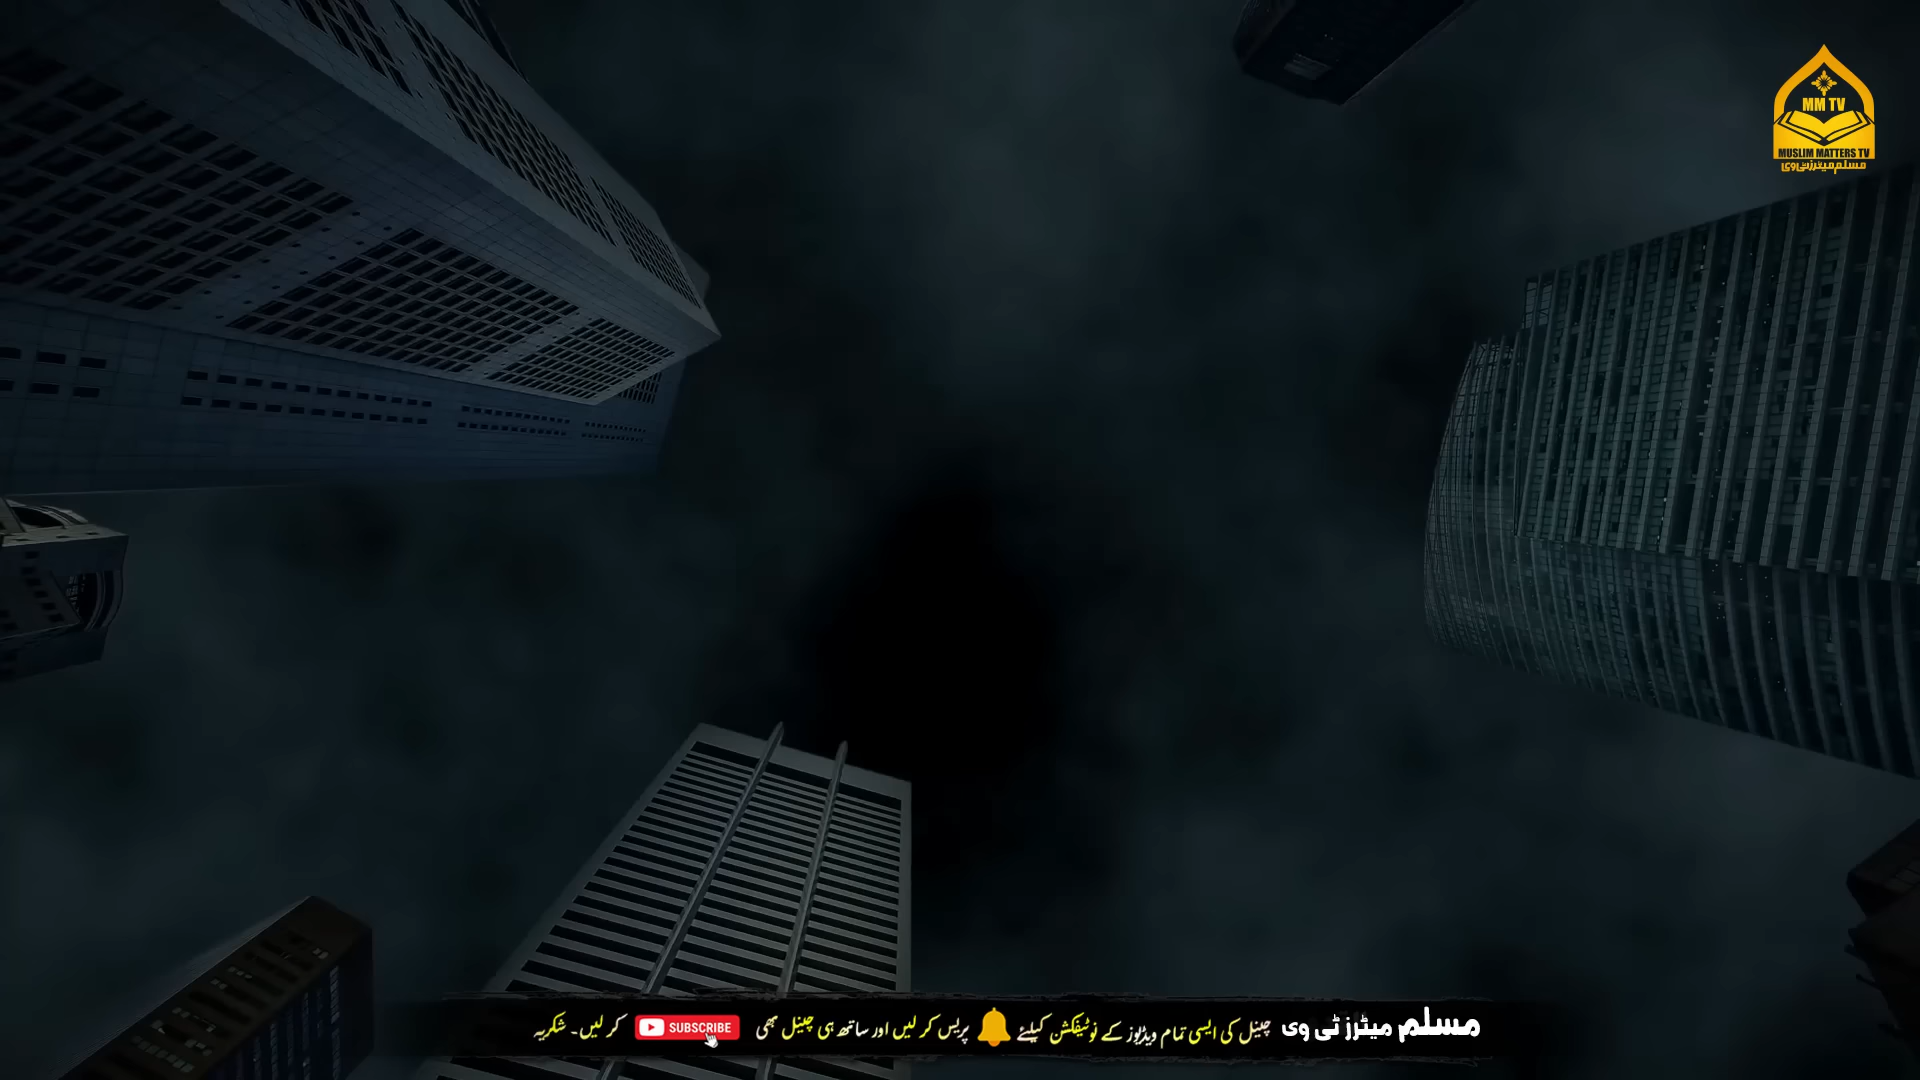 MM TV
MUSLIM MATTERS TV
مسلم میٹرز ٹی وی
مسلم میٹرز ٹی وی چینل کی ایسی تمام ویڈیوز کے نوٹیفکشن کیلئے پریس کر لیں اور ساتھ ہی چینل بھی SUBSCRIBE کر لیں۔ شکریہ